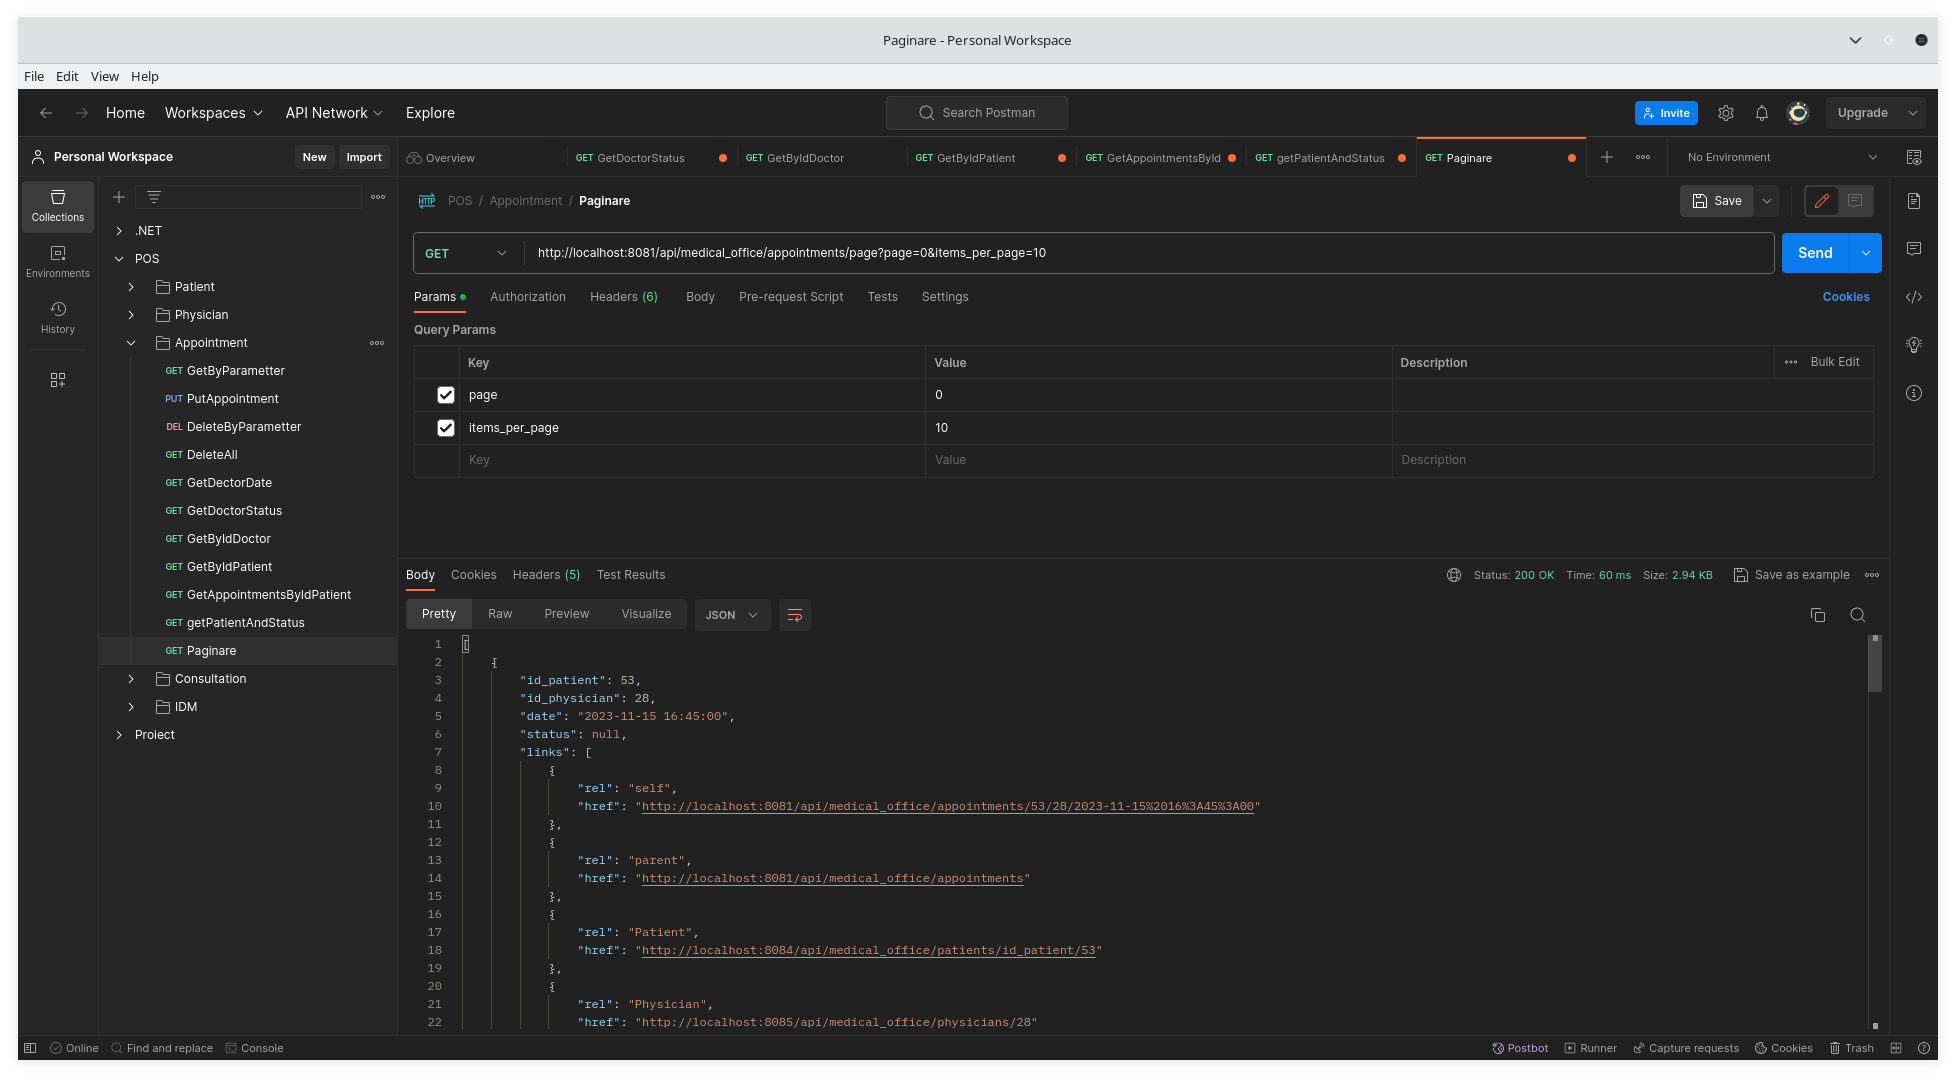 Paginare - Personal Workspace
File Edit View Help
Home Workspaces API Network Explore Search Postman Invite Upgrade
Personal Workspace New Import
Overview GET GetDoctorStatus GET GetByIdDoctor GET GetByIdPatient GET GetAppointmentsById GET getPatientAndStatus GET Paginare No Environment
Collections
Environments
History
.NET
POS
Patient
Physician
Appointment
GET GetByParametter
PUT PutAppointment
DEL DeleteByParametter
GET DeleteAll
GET GetDectorDate
GET GetDoctorStatus
GET GetByIdDoctor
GET GetByIdPatient
GET GetAppointmentsByIdPatient
GET getPatientAndStatus
GET Paginare
Consultation
IDM
Proiect
HTTP POS / Appointment / Paginare Save
GET http://localhost:8081/api/medical_office/appointments/page?page=0&items_per_page=10 Send
Params Authorization Headers (6) Body Pre-request Script Tests Settings Cookies
Query Params
Key Value Description Bulk Edit
page 0
items_per_page 10
Key Value Description
Body Cookies Headers (5) Test Results Status: 200 OK Time: 60 ms Size: 2.94 KB Save as example
Pretty Raw Preview Visualize JSON
1 [
2 {
3 "id_patient": 53,
4 "id_physician": 28,
5 "date": "2023-11-15 16:45:00",
6 "status": null,
7 "links": [
8 {
9 "rel": "self",
10 "href": "http://localhost:8081/api/medical_office/appointments/53/28/2023-11-15%2016%3A45%3A00"
11 },
12 {
13 "rel": "parent",
14 "href": "http://localhost:8081/api/medical_office/appointments"
15 },
16 {
17 "rel": "Patient",
18 "href": "http://localhost:8084/api/medical_office/patients/id_patient/53"
19 },
20 {
21 "rel": "Physician",
22 "href": "http://localhost:8085/api/medical_office/physicians/28"
Online Find and replace Console Postbot Runner Capture requests Cookies Trash